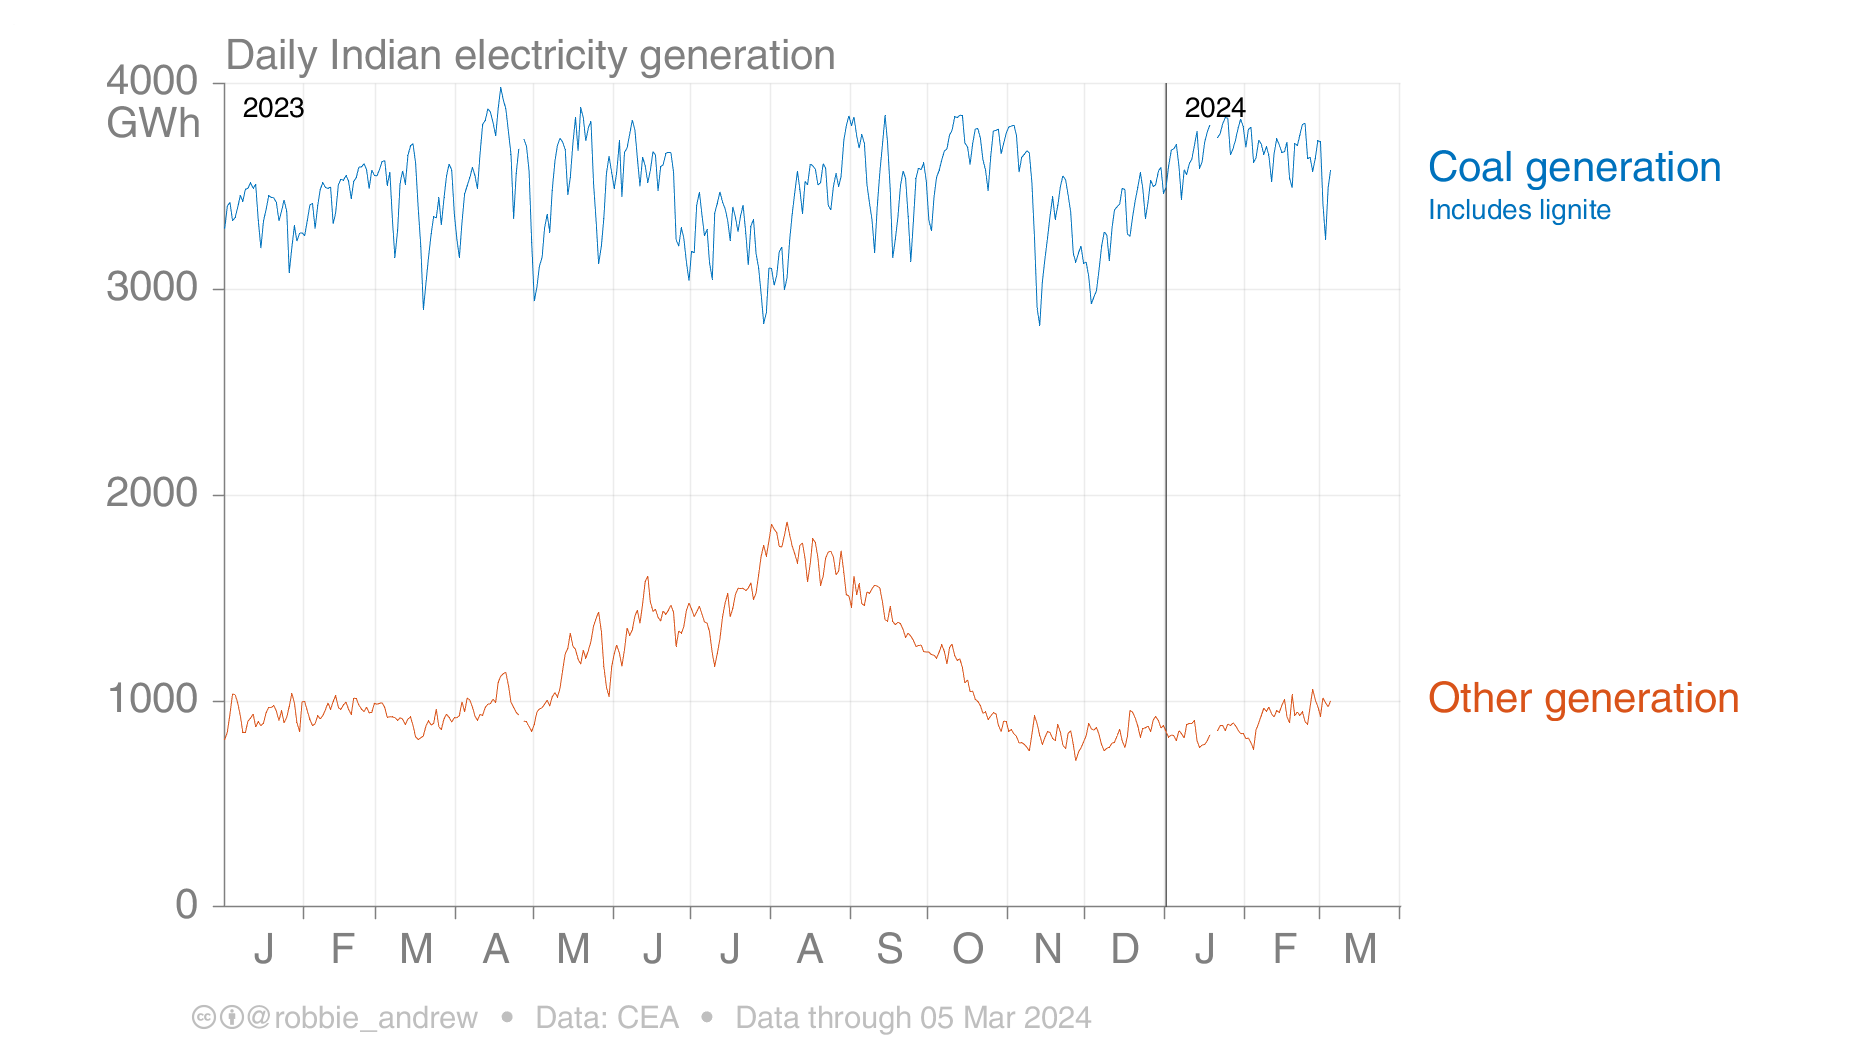 Daily Indian electricity generation
4000
GWh
2023
2024
Coal generation
Includes lignite
3000
2000
1000
Other generation
0
J F M A M J J A S O N D J F M
@robbie_andrew • Data: CEA • Data through 05 Mar 2024